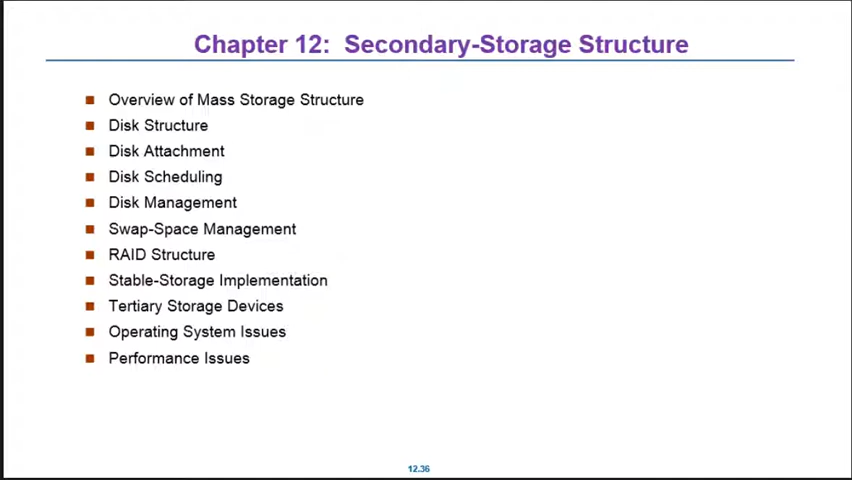 Chapter 12: Secondary-Storage Structure
Overview of Mass Storage Structure
Disk Structure
Disk Attachment
Disk Scheduling
Disk Management
Swap-Space Management
RAID Structure
Stable-Storage Implementation
Tertiary Storage Devices
Operating System Issues
Performance Issues
12.36